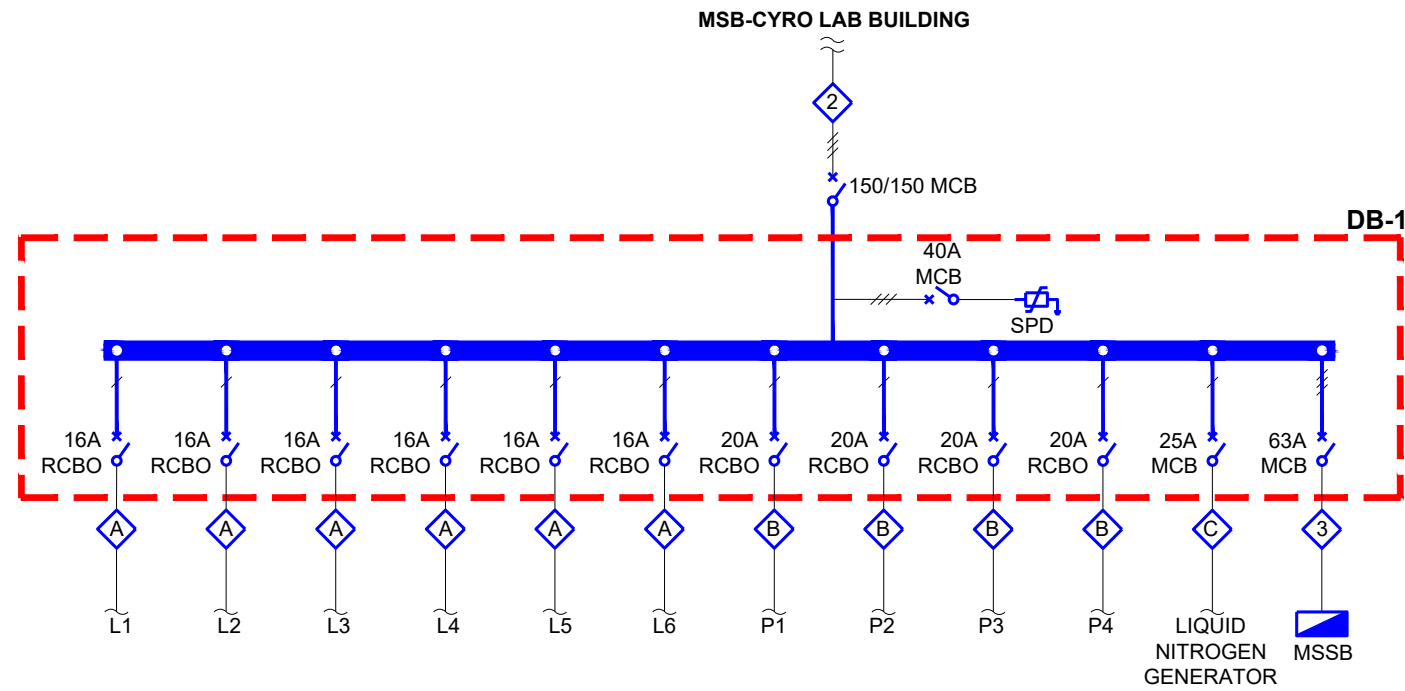 MSB-CYRO LAB BUILDING
2
150/150 MCB
DB-1
40A
MCB
SPD
16A
RCBO
16A
RCBO
16A
RCBO
16A
RCBO
16A
RCBO
16A
RCBO
20A
RCBO
20A
RCBO
20A
RCBO
20A
RCBO
25A
MCB
63A
MCB
A
A
A
A
A
A
B
B
B
B
C
3
L1
L2
L3
L4
L5
L6
P1
P2
P3
P4
LIQUID
NITROGEN
GENERATOR
MSSB